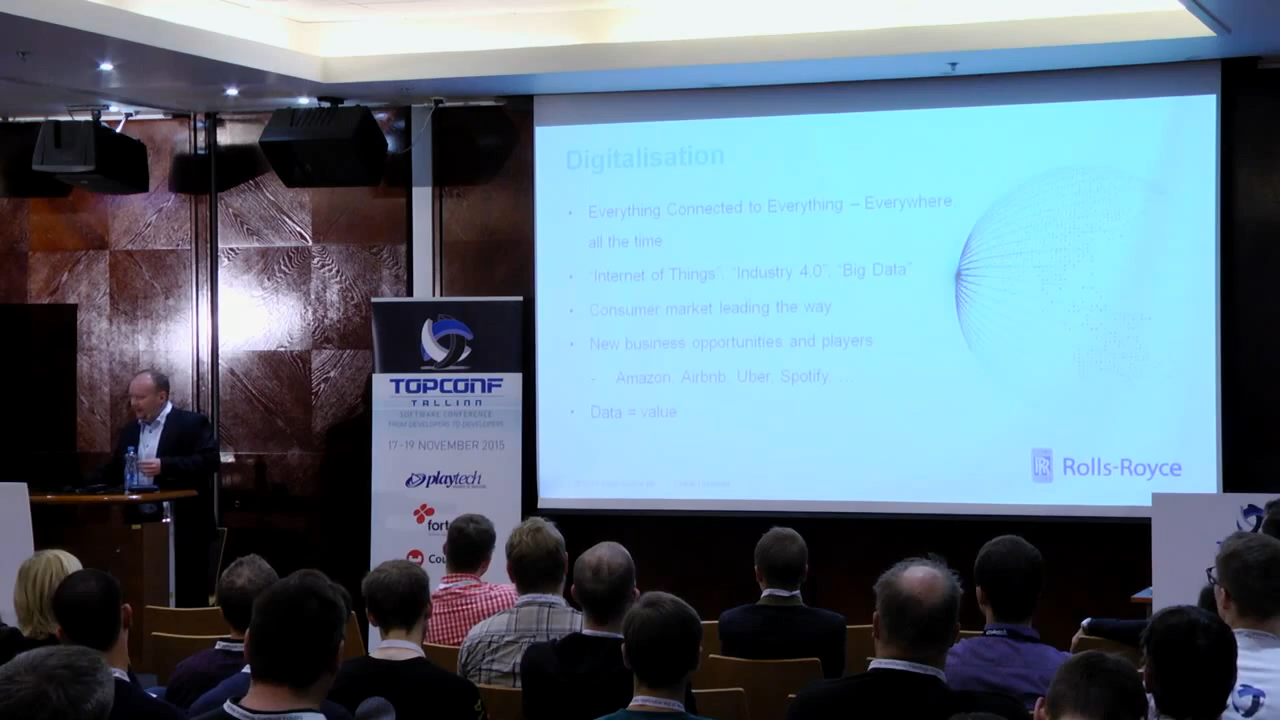 Digitalisation
Everything Connected to Everything – Everywhere,
all the time
"Internet of Things", "Industry 4.0", "Big Data"
Consumer market leading the way
New business opportunities and players
Amazon, Airbnb, Uber, Spotify, ...
Data = value
Rolls-Royce
TOPCONF
TALLINN
SOFTWARE CONFERENCE
FROM DEVELOPERS TO DEVELOPERS
17-19 NOVEMBER 2015
playtech